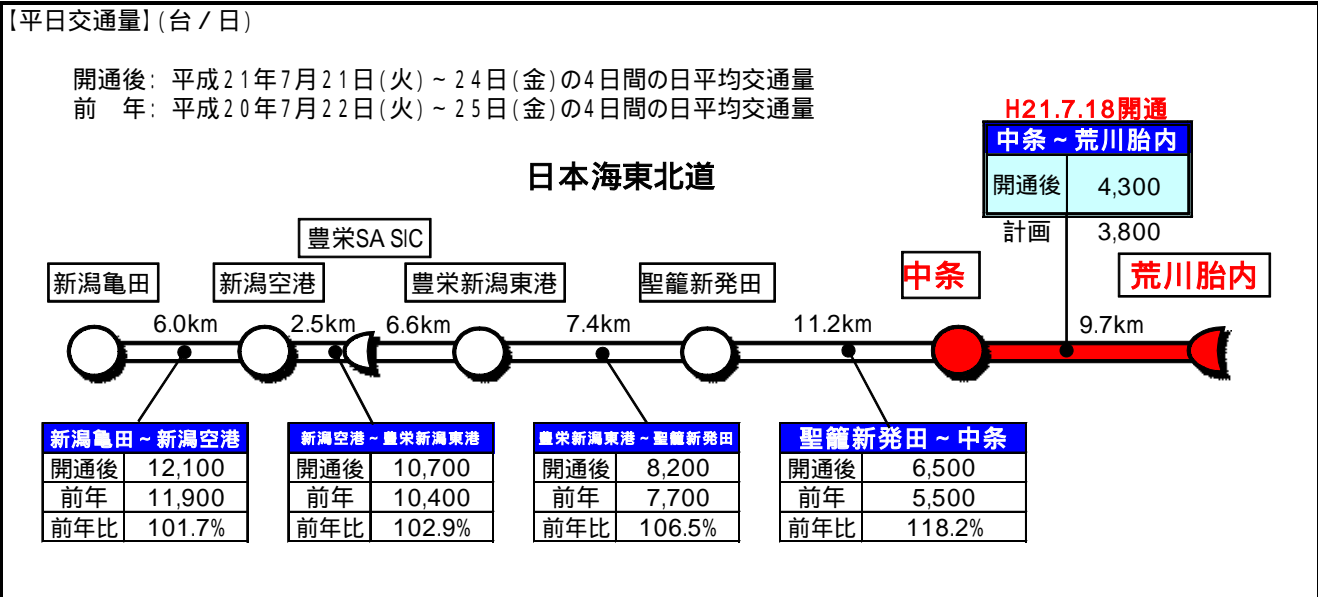 【平日交通量】(台/日)
開通後:平成21年7月21日(火)~24日(金)の4日間の日平均交通量
前 年:平成20年7月22日(火)~25日(金)の4日間の日平均交通量
H21.7.18開通
中条~荒川胎内
開通後 4,300
計画 3,800
日本海東北道
豊栄SA SIC
新潟亀田 新潟空港 豊栄新潟東港 聖籠新発田 中条 荒川胎内
6.0km 2.5km 6.6km 7.4km 11.2km 9.7km
新潟亀田~新潟空港
開通後 12,100
前年 11,900
前年比 101.7%
新潟空港~豊栄新潟東港
開通後 10,700
前年 10,400
前年比 102.9%
豊栄新潟東港~聖籠新発田
開通後 8,200
前年 7,700
前年比 106.5%
聖籠新発田~中条
開通後 6,500
前年 5,500
前年比 118.2%